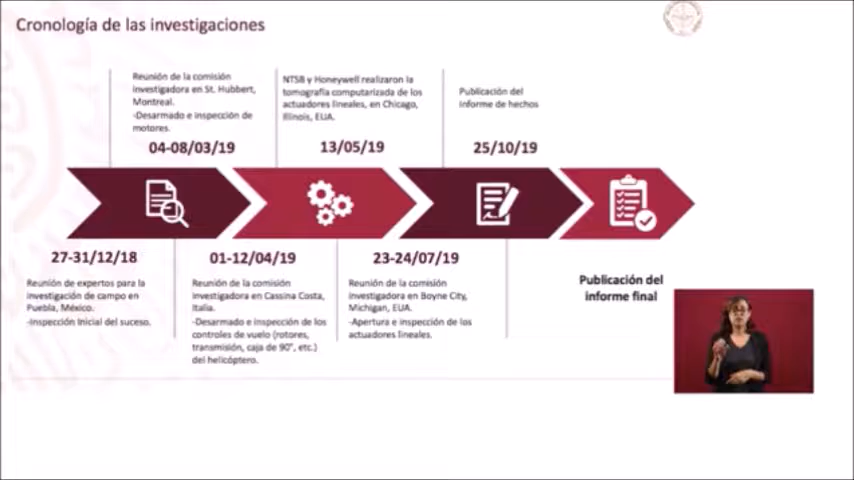 Cronología de las investigaciones
Reunión de la comisión
investigadora en St. Hubbert,
Montreal.
-Desarmado e inspección de
motores.
04-08/03/19
NTSB y Honeywell realizaron la
tomografía computarizada de los
actuadores lineales, en Chicago,
Illinois, EUA.
13/05/19
Publicación del
informe de hechos
25/10/19
27-31/12/18
Reunión de expertos para la
investigación de campo en
Puebla, México.
-Inspección Inicial del suceso.
01-12/04/19
Reunión de la comisión
investigadora en Cassina Costa,
Italia.
-Desarmado e inspección de los
controles de vuelo (rotores,
transmisión, caja de 90°, etc.)
del helicóptero.
23-24/07/19
Reunión de la comisión
investigadora en Boyne City,
Michigan, EUA.
-Apertura e inspección de los
actuadores lineales.
Publicación del
informe final